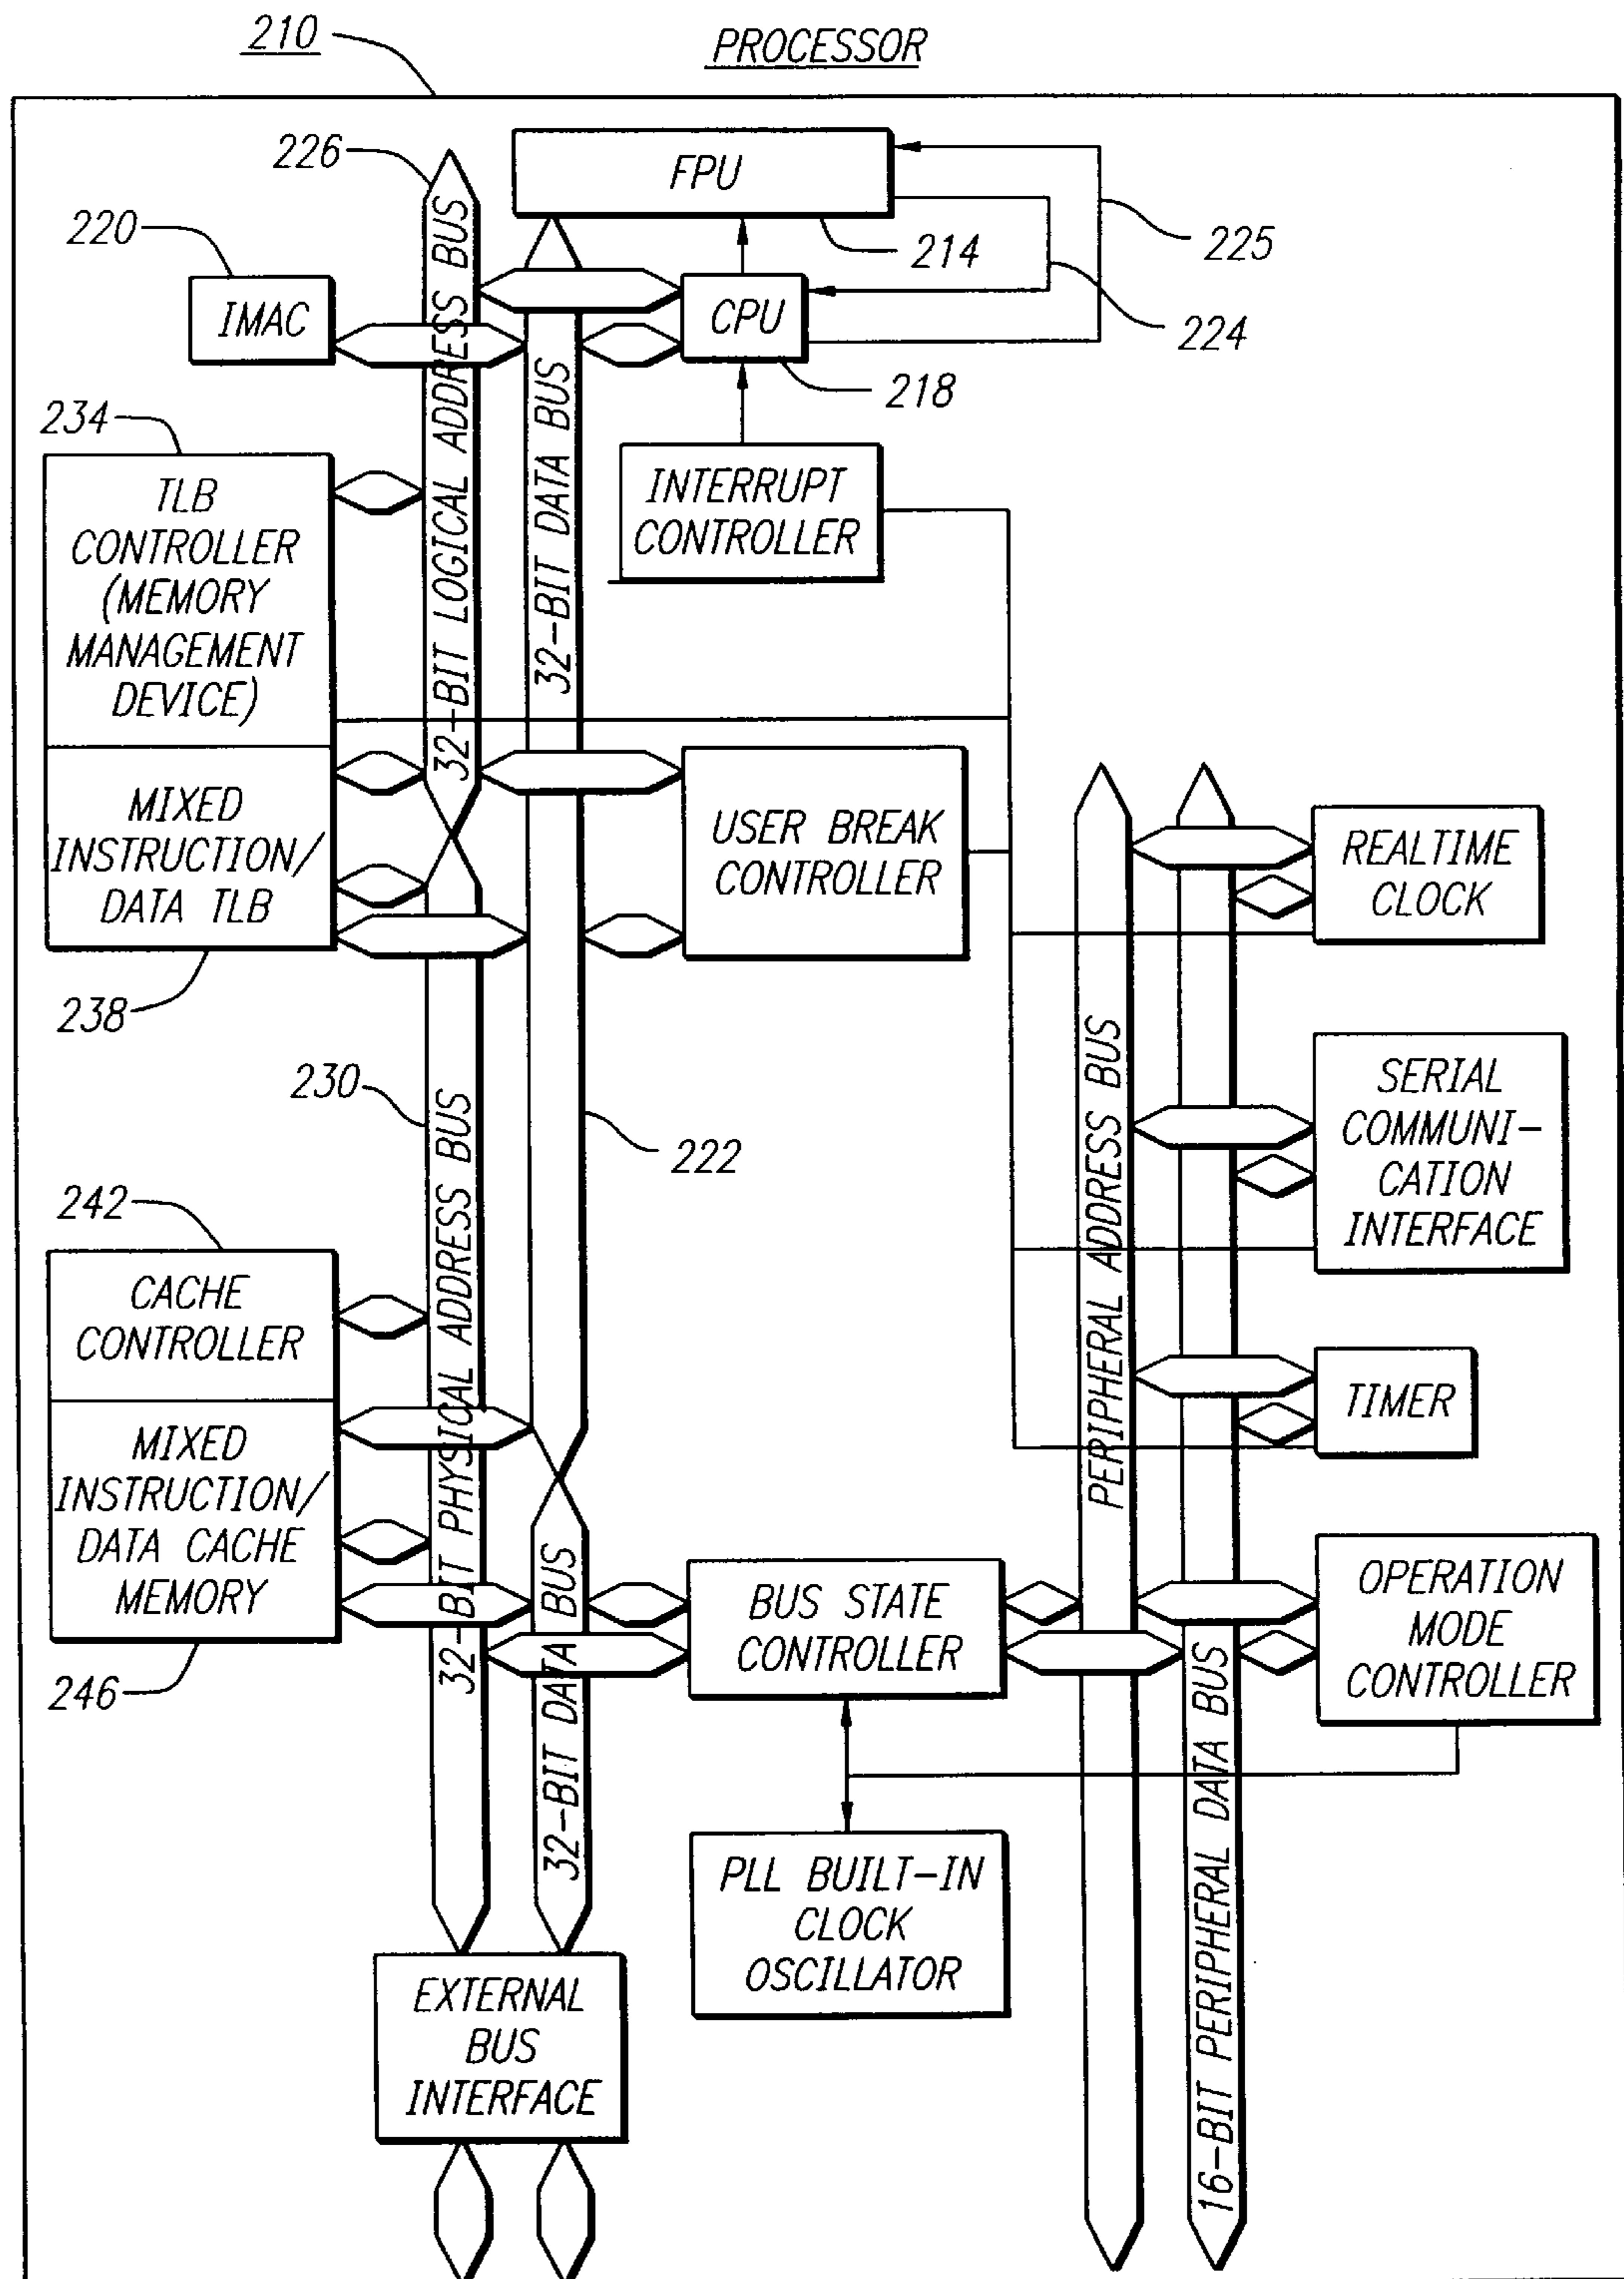 210
PROCESSOR
226
FPU
220
214
225
IMAC
CPU
224
218
32-BIT LOGICAL ADDRESS BUS
32-BIT DATA BUS
234
TLB
CONTROLLER
(MEMORY
MANAGEMENT
DEVICE)
INTERRUPT
CONTROLLER
MIXED
INSTRUCTION/
DATA TLB
USER BREAK
CONTROLLER
REALTIME
CLOCK
238
230
222
32-BIT PHYSICAL ADDRESS BUS
PERIPHERAL ADDRESS BUS
SERIAL
COMMUNI-
CATION
INTERFACE
242
CACHE
CONTROLLER
TIMER
MIXED
INSTRUCTION/
DATA CACHE
MEMORY
246
32-BIT DATA BUS
BUS STATE
CONTROLLER
OPERATION
MODE
CONTROLLER
16-BIT PERIPHERAL DATA BUS
PLL BUILT-IN
CLOCK
OSCILLATOR
EXTERNAL
BUS
INTERFACE